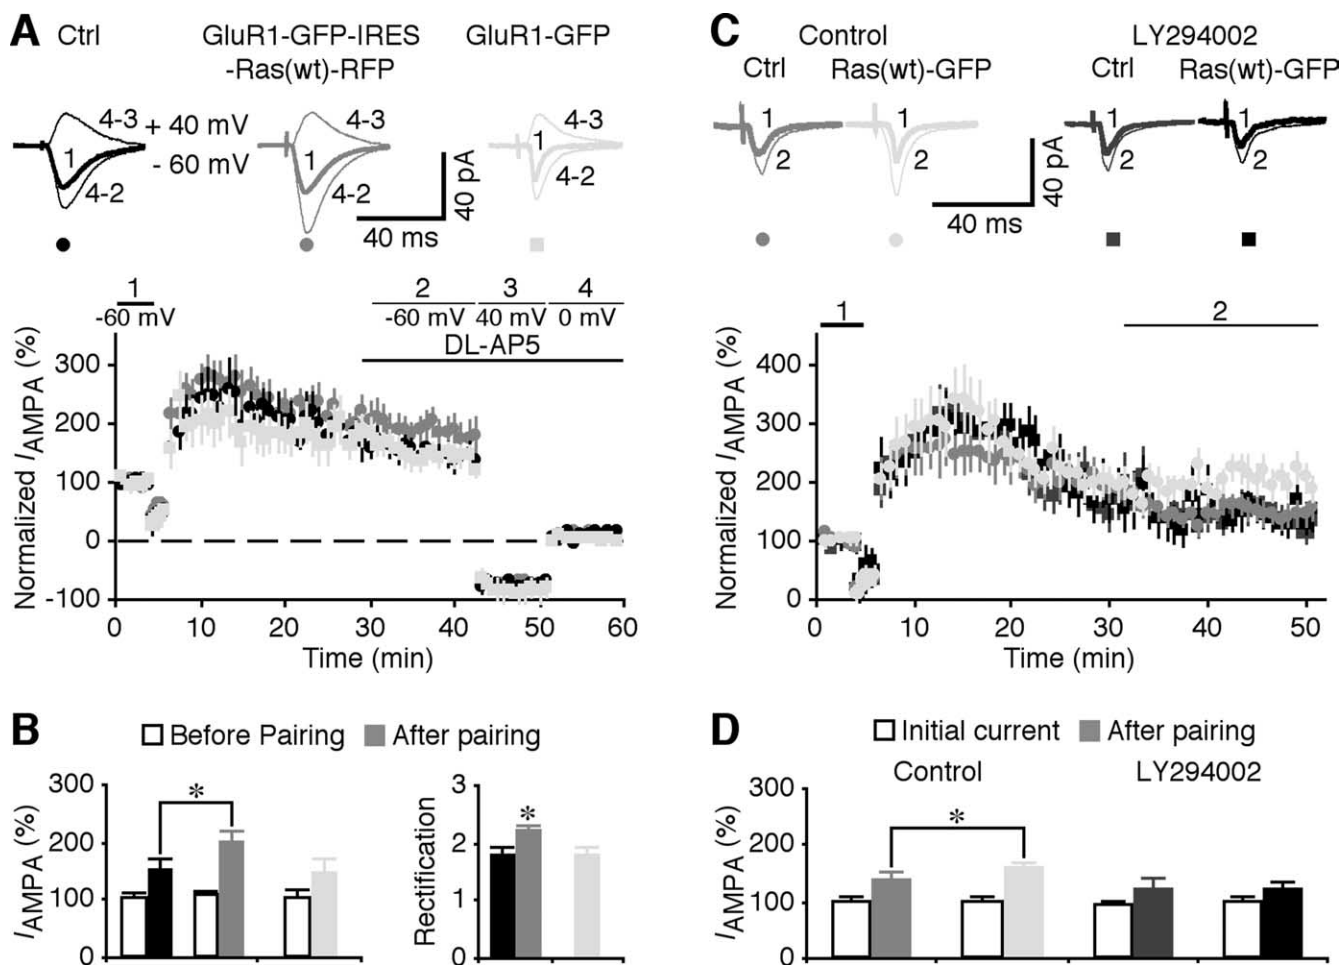 A
Ctrl
GluR1-GFP-IRES
-Ras(wt)-RFP
GluR1-GFP
4-3
+ 40 mV
1
- 60 mV
4-2
4-3
1
4-2
40 pA
40 ms
4-3
1
4-2
1
-60 mV
2
-60 mV
3
40 mV
4
0 mV
DL-AP5
Normalized IAMPA (%)
300
200
100
0
-100
0 10 20 30 40 50 60
Time (min)
B
Before Pairing
After pairing
IAMPA (%)
300
200
100
0
*
Rectification
3
2
1
0
*
C
Control
LY294002
Ctrl
Ras(wt)-GFP
Ctrl
Ras(wt)-GFP
1
2
1
2
1
2
1
2
40 pA
40 ms
1
2
Normalized IAMPA (%)
400
300
200
100
0
0 10 20 30 40 50
Time (min)
D
Initial current
After pairing
Control
LY294002
IAMPA (%)
300
200
100
0
*